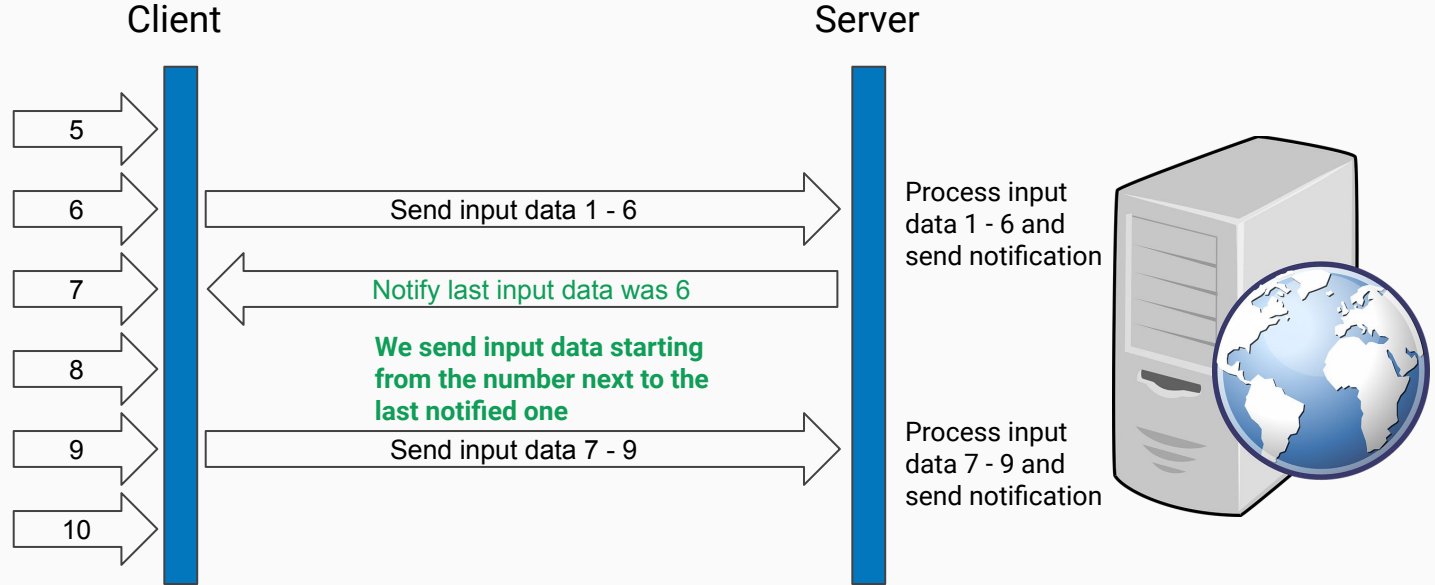 Client
Server
5
6
Send input data 1 - 6
Process input
data 1 - 6 and
send notification
7
Notify last input data was 6
8
We send input data starting
from the number next to the
last notified one
9
Send input data 7 - 9
Process input
data 7 - 9 and
send notification
10